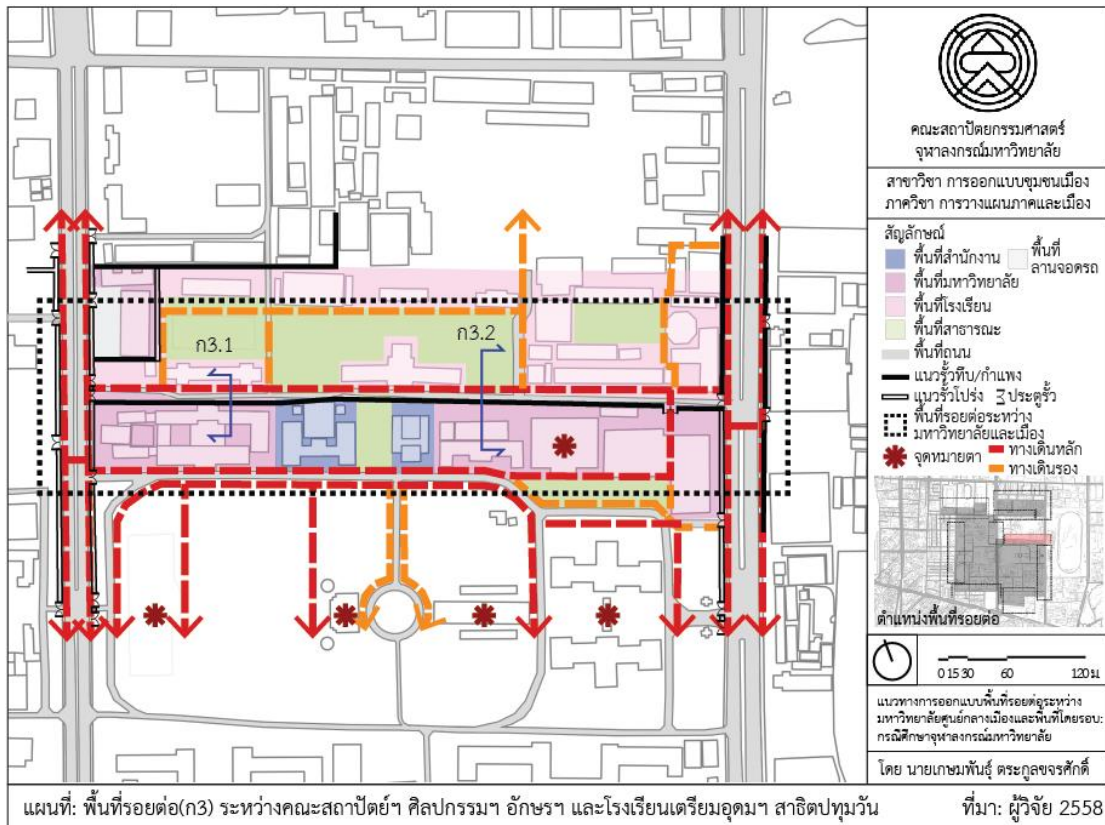 คณะสถาปัตยกรรมศาสตร์
จุฬาลงกรณ์มหาวิทยาลัย
สาขาวิชา การออกแบบชุมชนเมือง
ภาควิชา การวางแผนภาคและเมือง
สัญลักษณ์
พื้นที่สำนักงาน
พื้นที่
ลานจอดรถ
พื้นที่มหาวิทยาลัย
พื้นที่โรงเรียน
พื้นที่สาธารณะ
พื้นที่ถนน
แนวรั้วทึบ/กำแพง
แนวรั้วโปร่ง ประตูรั้ว
พื้นที่รอยต่อระหว่าง
มหาวิทยาลัยและเมือง
จุดหมายตา
ทางเดินหลัก
ทางเดินรอง
ก3.1
ก3.2
ตำแหน่งพื้นที่รอยต่อ
0 15 30 60 120 ม
แนวทางการออกแบบพื้นที่รอยต่อระหว่าง
มหาวิทยาลัยศูนย์กลางเมืองและพื้นที่โดยรอบ:
กรณีศึกษาจุฬาลงกรณ์มหาวิทยาลัย
โดย นายเกษมพันธุ์ ตระกูลขจรศักดิ์
แผนที่: พื้นที่รอยต่อ(ก3) ระหว่างคณะสถาปัตย์ฯ ศิลปกรรมฯ อักษรฯ และโรงเรียนเตรียมอุดมฯ สาธิตปทุมวัน ที่มา: ผู้วิจัย 2558